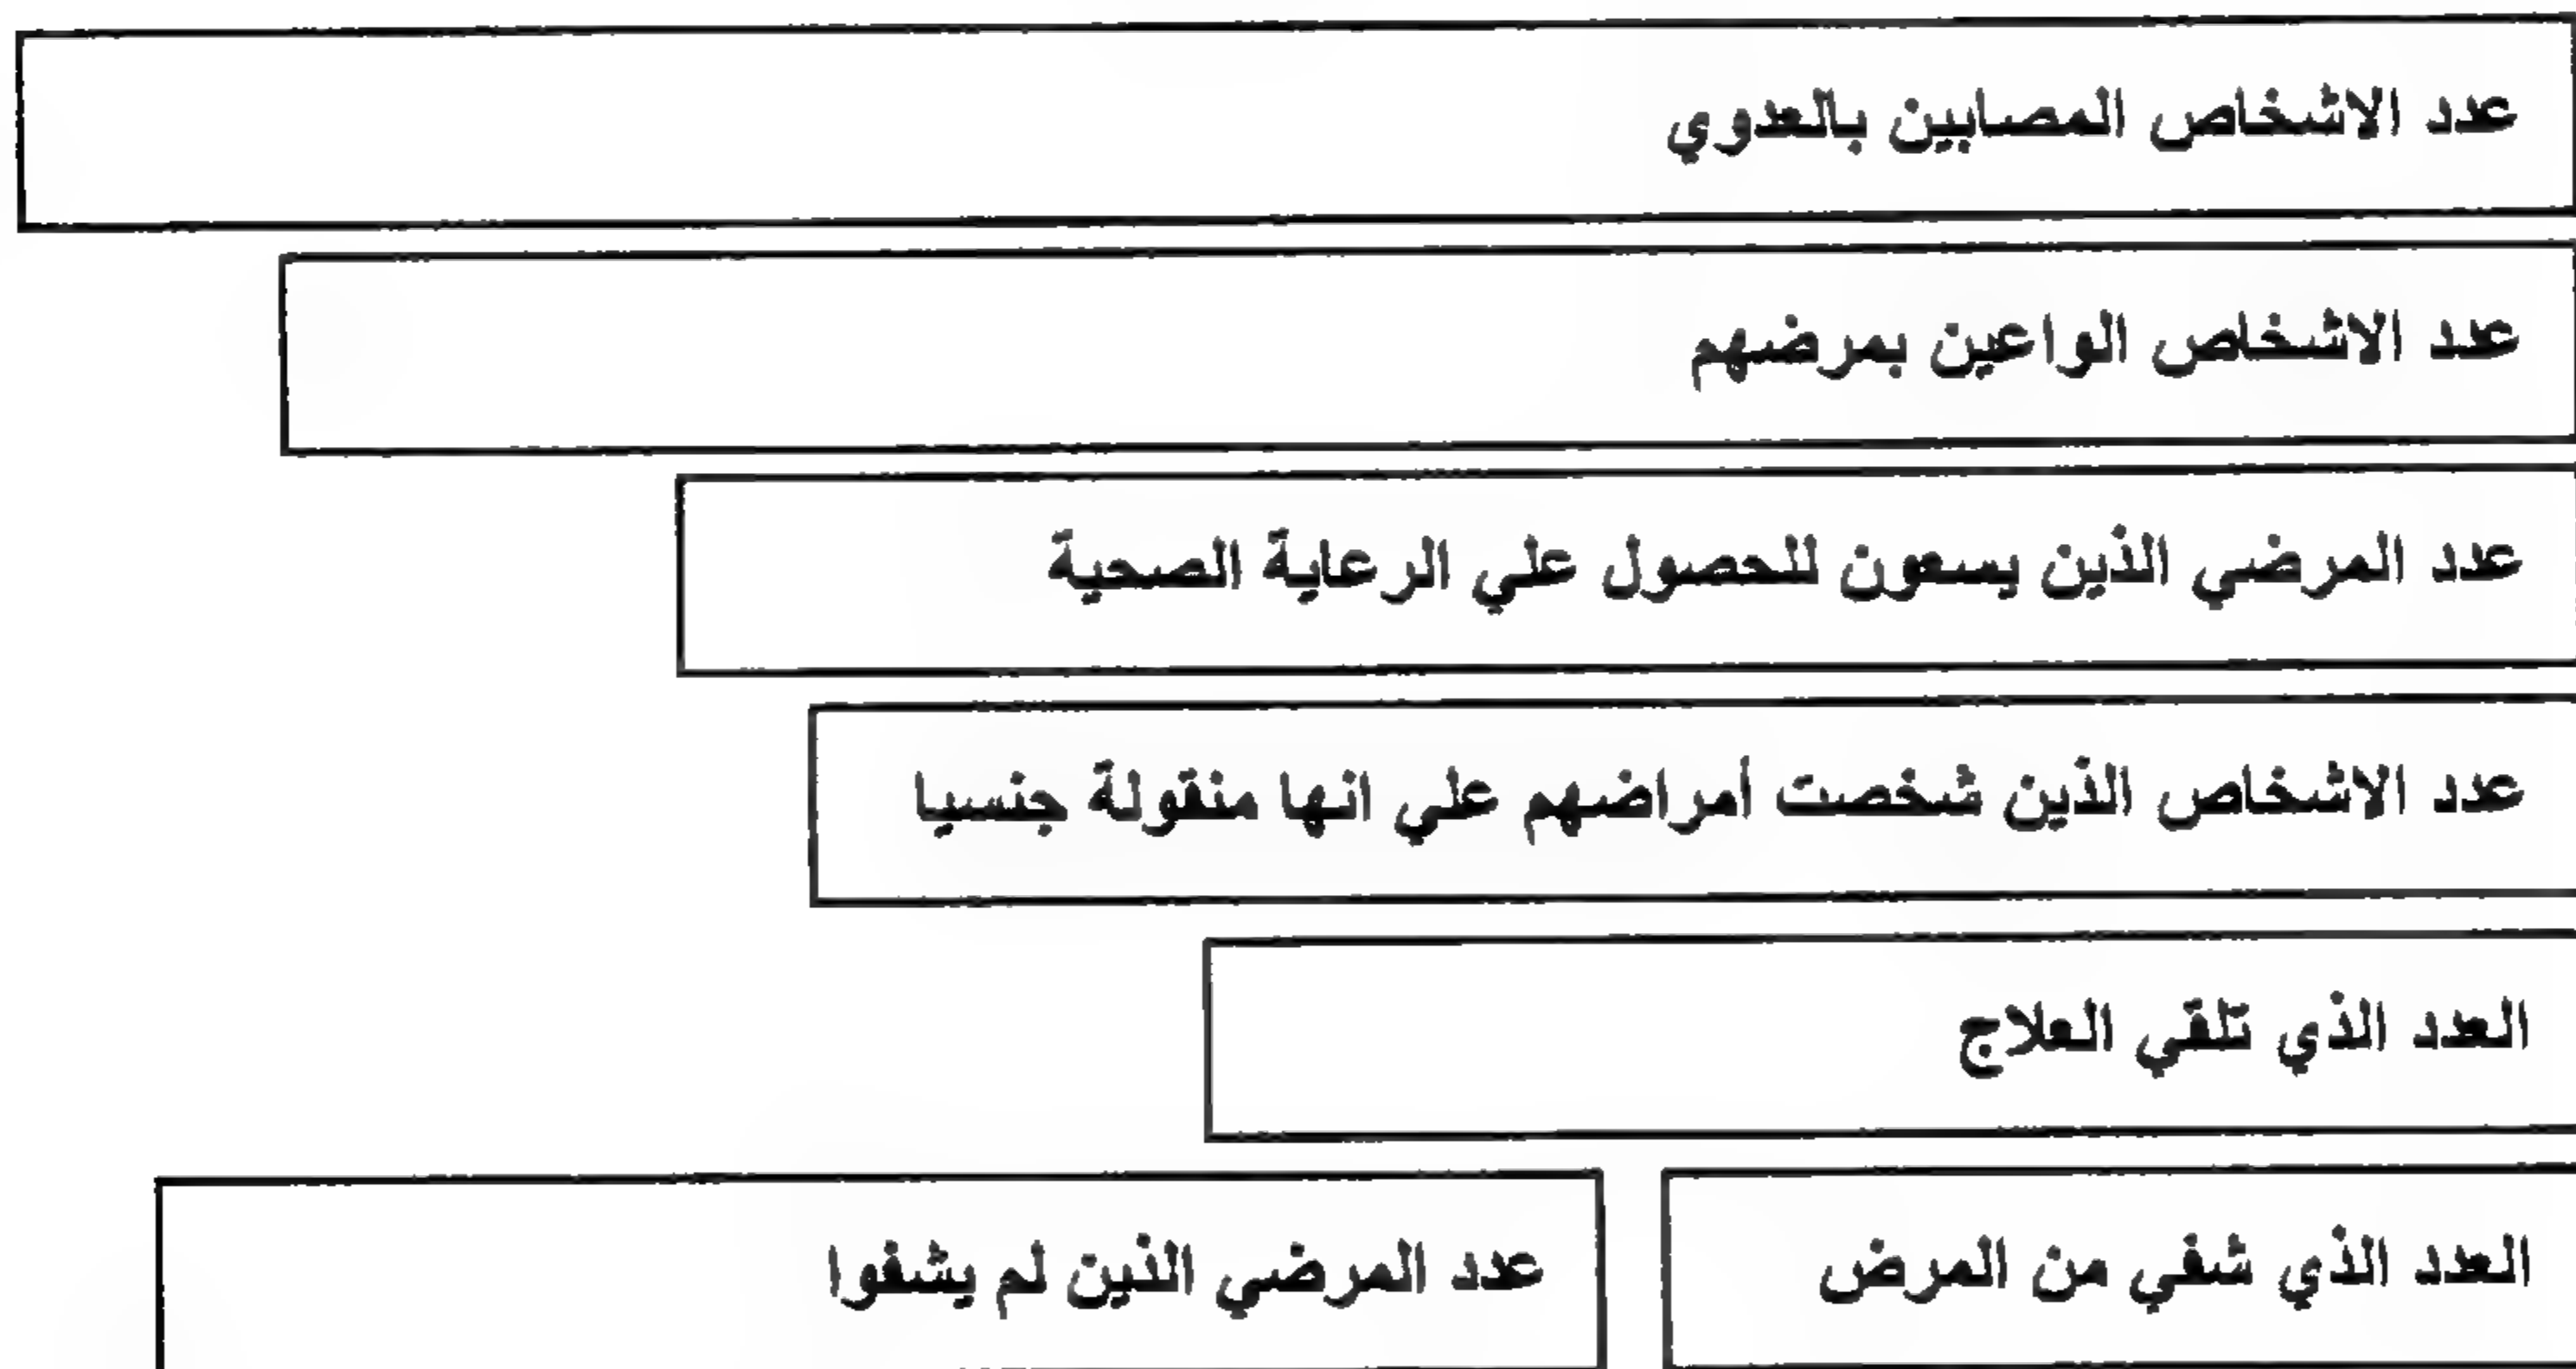 عدد الاشخاص المصابين بالعدوي
عدد الاشخاص الواعين بمرضهم
عدد المرضي الذين يسعون للحصول علي الرعاية الصحية
عدد الاشخاص الذين شخصت أمراضهم علي انها منقولة جنسيا
العدد الذي تلقي العلاج
العدد الذي شفي من المرض
عدد المرضي الذين لم يشفوا